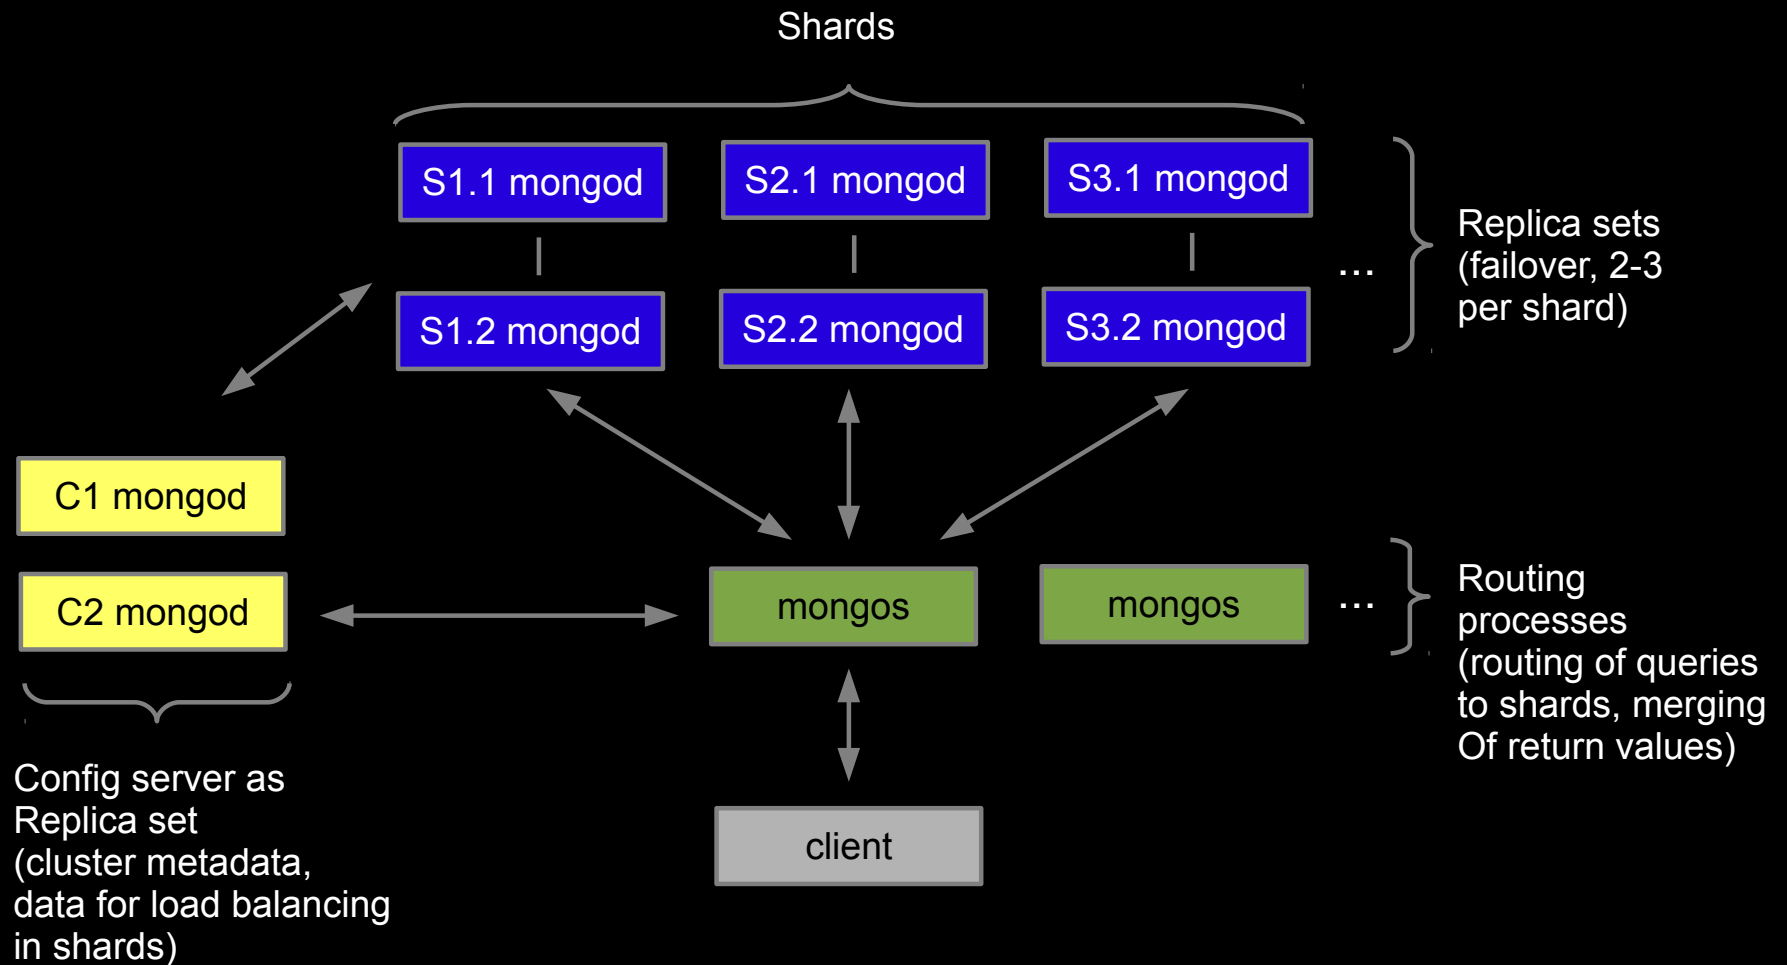 Shards
S1.1 mongod
S2.1 mongod
S3.1 mongod
Replica sets
(failover, 2-3
per shard)
...
S1.2 mongod
S2.2 mongod
S3.2 mongod
C1 mongod
C2 mongod
mongos
mongos
...
Routing
processes
(routing of queries
to shards, merging
Of return values)
Config server as
Replica set
(cluster metadata,
data for load balancing
in shards)
client